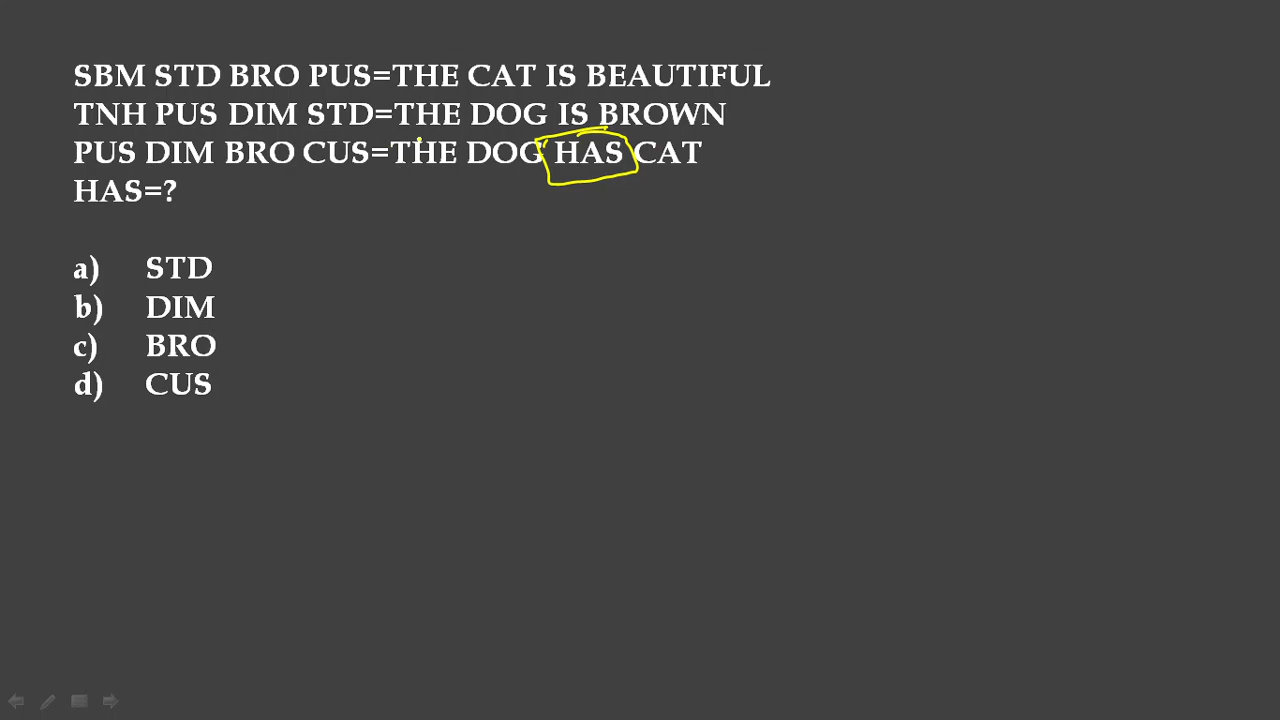 SBM STD BRO PUS=THE CAT IS BEAUTIFUL
TNH PUS DIM STD=THE DOG IS BROWN
PUS DIM BRO CUS=THE DOG HAS CAT
HAS=?
a) STD
b) DIM
c) BRO
d) CUS